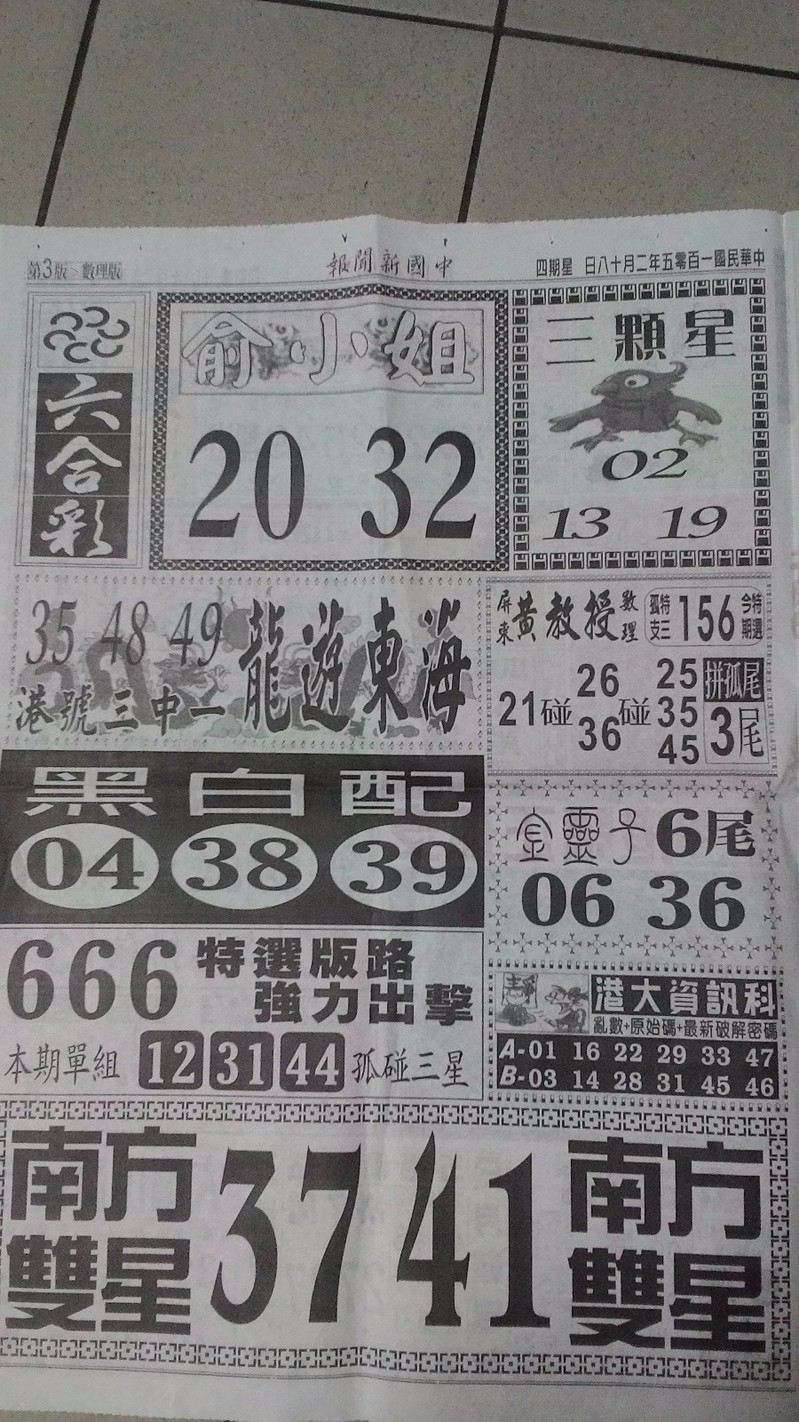 第3版 > 數理版
報聞新國中
中華民國一百零五年二月十八日 星期四
六合彩
俞小姐
20 32
三顆星
02
13 19
35 48 49
港號三中一
龍遊東海
屏東黃教授數理
孤支特三 156 今期特選
21碰 26 36 碰 25 35 45
拼孤尾
3尾
黑白配
04 38 39
靈子 6尾
06 36
666 特選版路
強力出擊
本期單組 12 31 44 孤碰三星
港大資訊科
亂數+原始碼+最新破解密碼
A-01 16 22 29 33 47
B-03 14 28 31 45 46
南方雙星
37 41
南方雙星